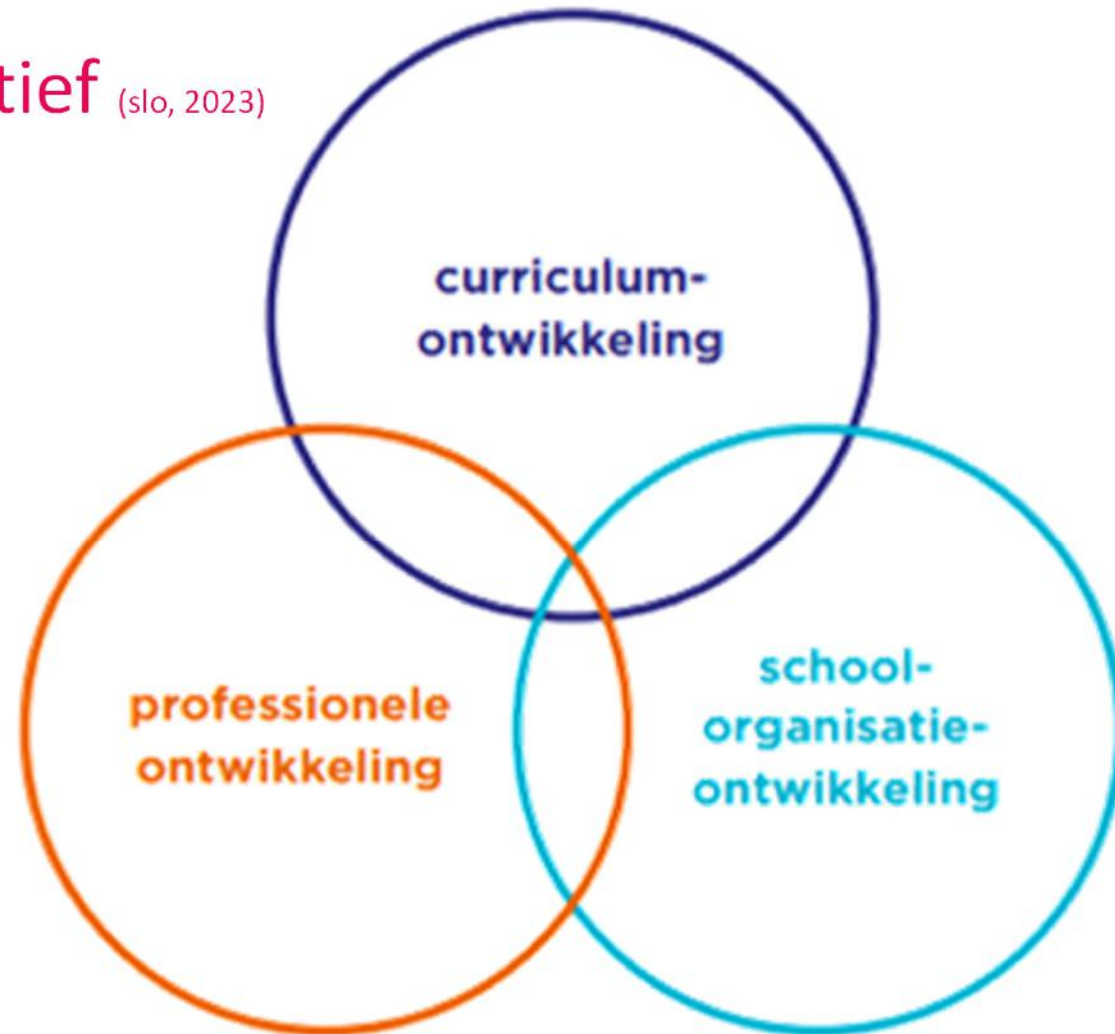 tief (slo, 2023)
curriculum-
ontwikkeling
professionele
ontwikkeling
school-
organisatie-
ontwikkeling